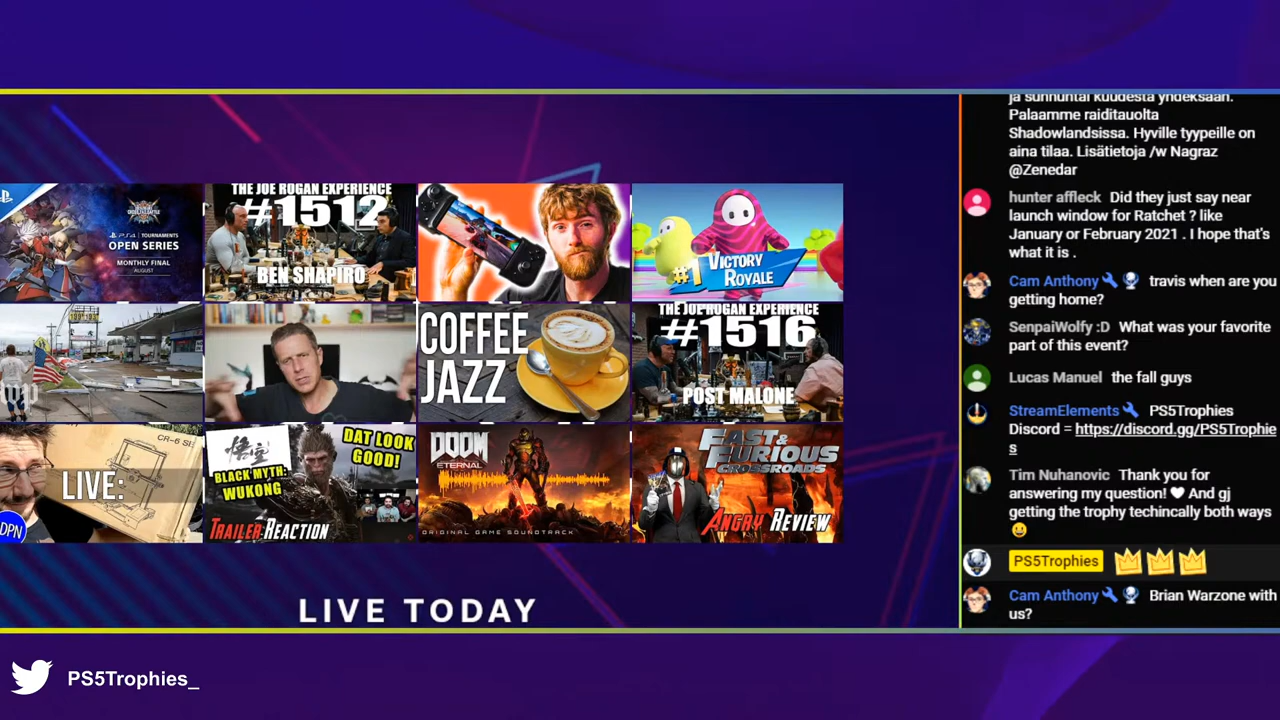 PS4 TOURNAMENTS
OPEN SERIES
MONTHLY FINAL
AUGUST
THE JOE ROGAN EXPERIENCE
#1512
BEN SHAPIRO
#1 VICTORY
ROYALE
COFFEE
JAZZ
THE JOE ROGAN EXPERIENCE
#1516
POST MALONE
CR-6 SE
LIVE:
DPN
悟空
BLACK MYTH:
WUKONG
DAT LOOK
GOOD!
TRAILER REACTION
DOOM
ETERNAL
ORIGINAL GAME SOUNDTRACK
FAST &
FURIOUS
CROSSROADS
ANGRY REVIEW
LIVE TODAY
PS5Trophies_
ja sunnuntai kuudesta yhdeksään.
Palaamme raiditauolta
Shadowlandsissa. Hyville tyypeille on
aina tilaa. Lisätietoja /w Nagraz
@Zenedar
hunter affleck Did they just say near
launch window for Ratchet ? like
January or February 2021 . I hope that's
what it is .
Cam Anthony travis when are you
getting home?
SenpaiWolfy :D What was your favorite
part of this event?
Lucas Manuel the fall guys
StreamElements PS5Trophies
Discord = https://discord.gg/PS5Trophie
s
Tim Nuhanovic Thank you for
answering my question! ♥ And gj
getting the trophy techincally both ways
😀
PS5Trophies 👑👑👑
Cam Anthony Brian Warzone with
us?